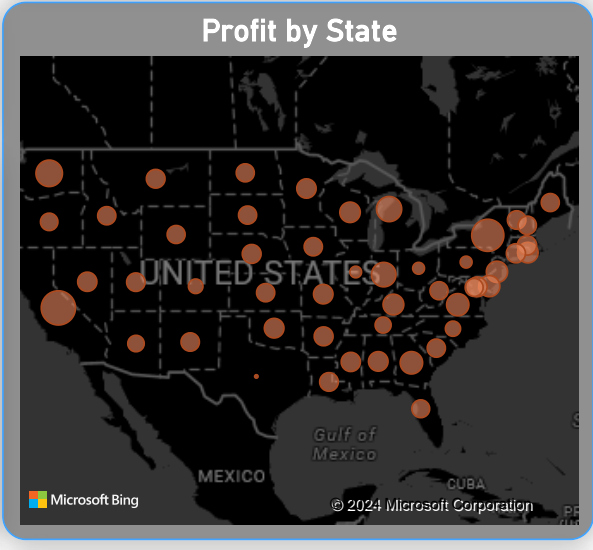 Profit by State
UNITED STATES
Gulf of
Mexico
MEXICO
CUBA
Microsoft Bing
© 2024 Microsoft Corporation